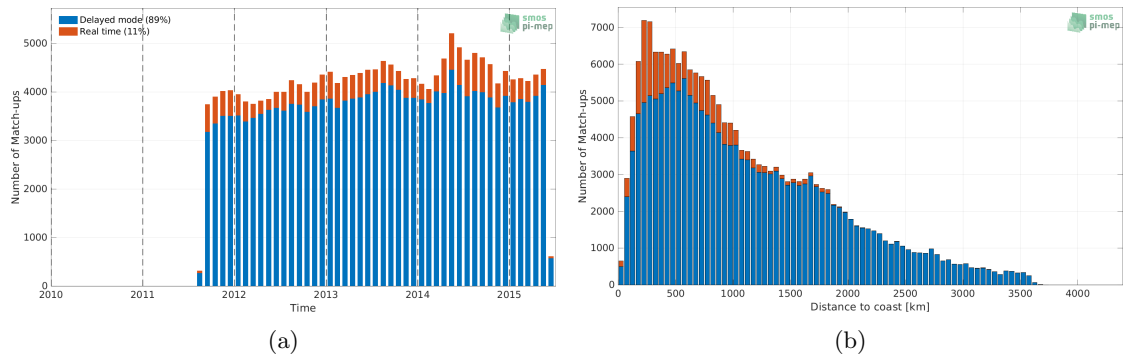 Delayed mode (89%)
Real time (11%)
smos
pi-mep
5000
4000
3000
2000
1000
0
Number of Match-ups
2010
2011
2012
2013
2014
2015
Time
(a)
smos
pi-mep
7000
6000
5000
4000
3000
2000
1000
0
Number of Match-ups
0
500
1000
1500
2000
2500
3000
3500
4000
Distance to coast [km]
(b)